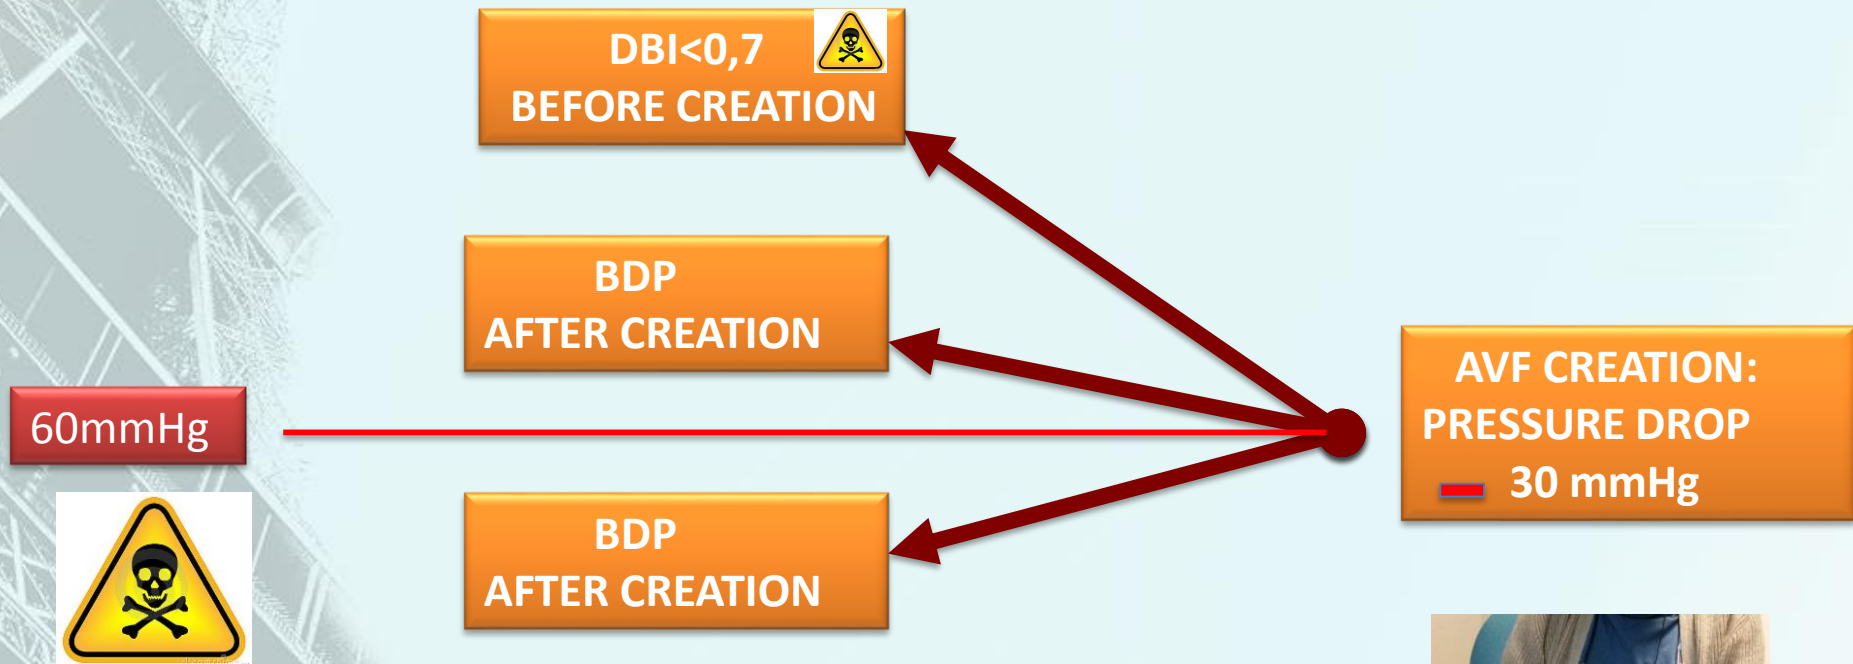 DBI<0,7
BEFORE CREATION
BDP
AFTER CREATION
60mmHg
BDP
AFTER CREATION
AVF CREATION:
PRESSURE DROP
30 mmHg